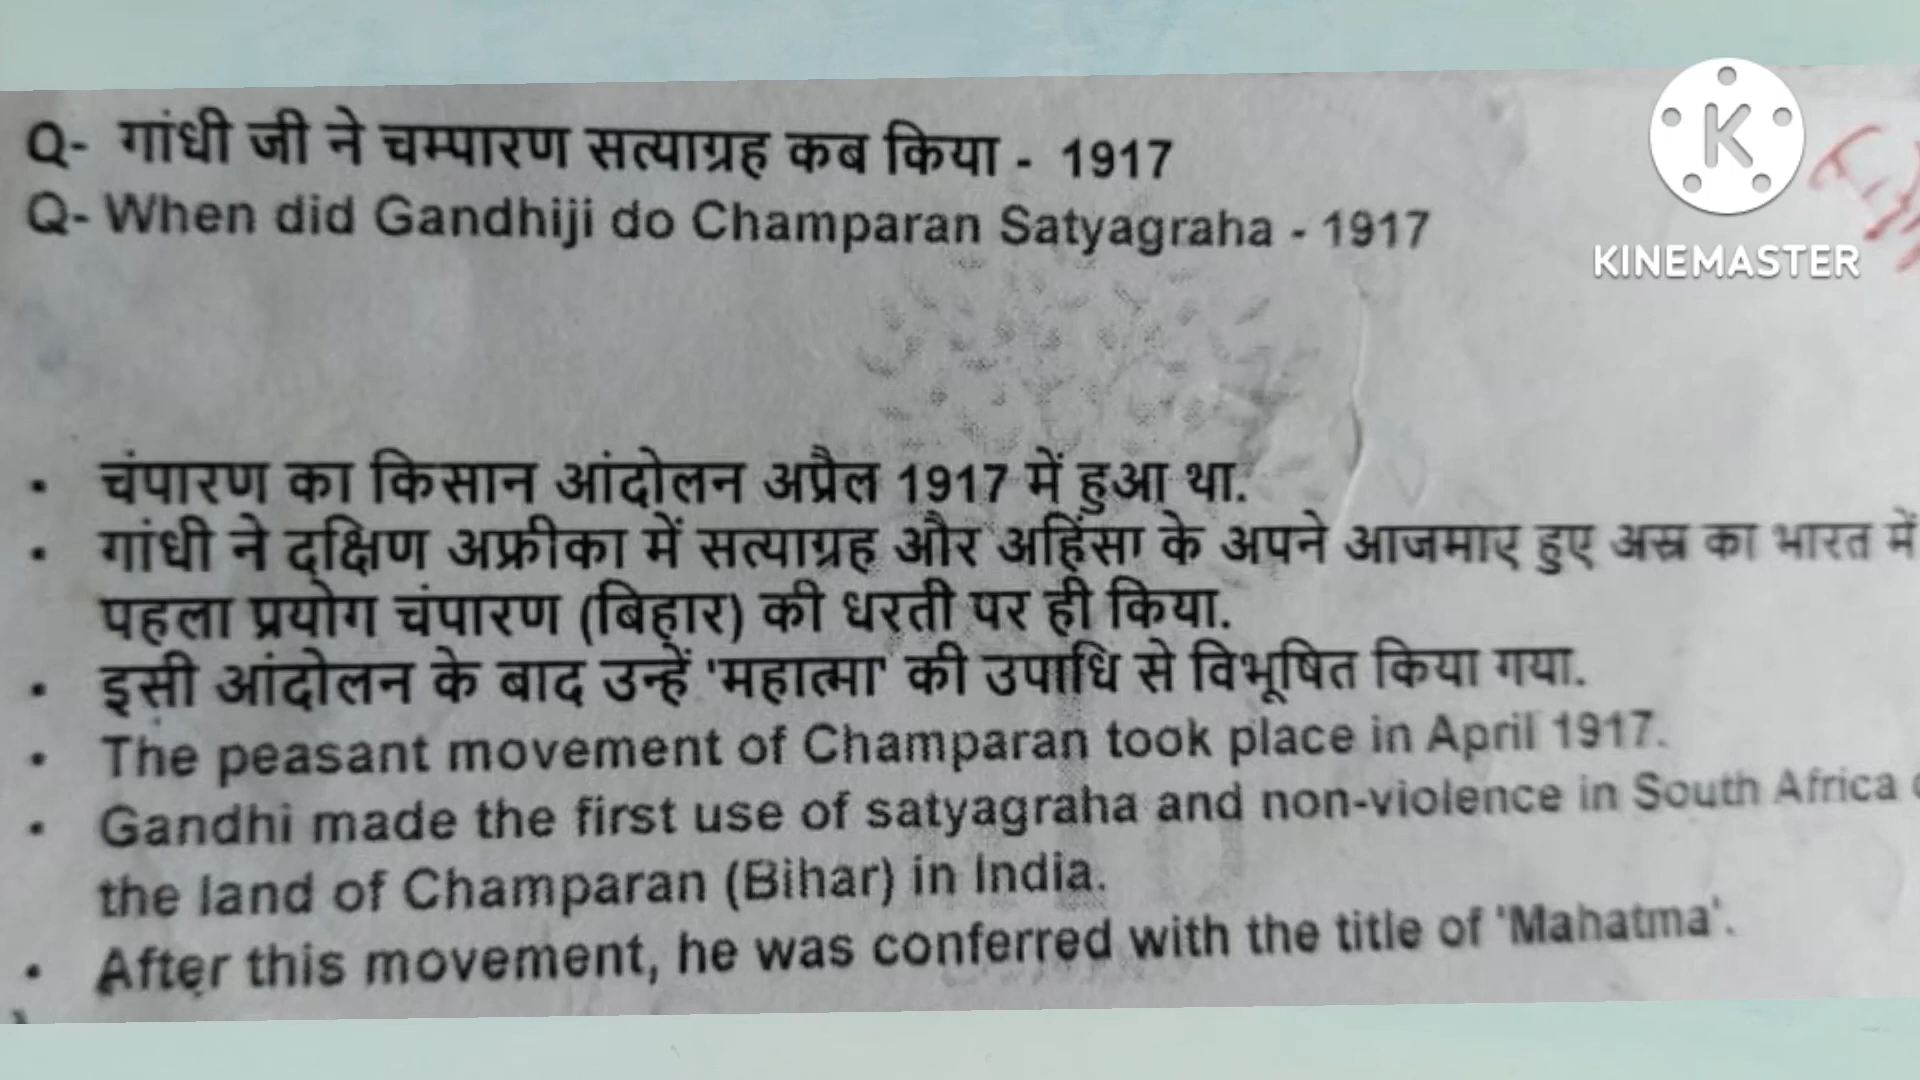 Q- गांधी जी ने चम्पारण सत्याग्रह कब किया - 1917
Q- When did Gandhiji do Champaran Satyagraha - 1917
K
KINEMASTER
• चंपारण का किसान आंदोलन अप्रैल 1917 में हुआ था.
• गांधी ने दक्षिण अफ्रीका में सत्याग्रह और अहिंसा के अपने आजमाए हुए अस्र का भारत में
पहला प्रयोग चंपारण (बिहार) की धरती पर ही किया.
• इसी आंदोलन के बाद उन्हें 'महात्मा' की उपाधि से विभूषित किया गया.
• The peasant movement of Champaran took place in April 1917.
• Gandhi made the first use of satyagraha and non-violence in South Africa
the land of Champaran (Bihar) in India.
• After this movement, he was conferred with the title of 'Mahatma'.